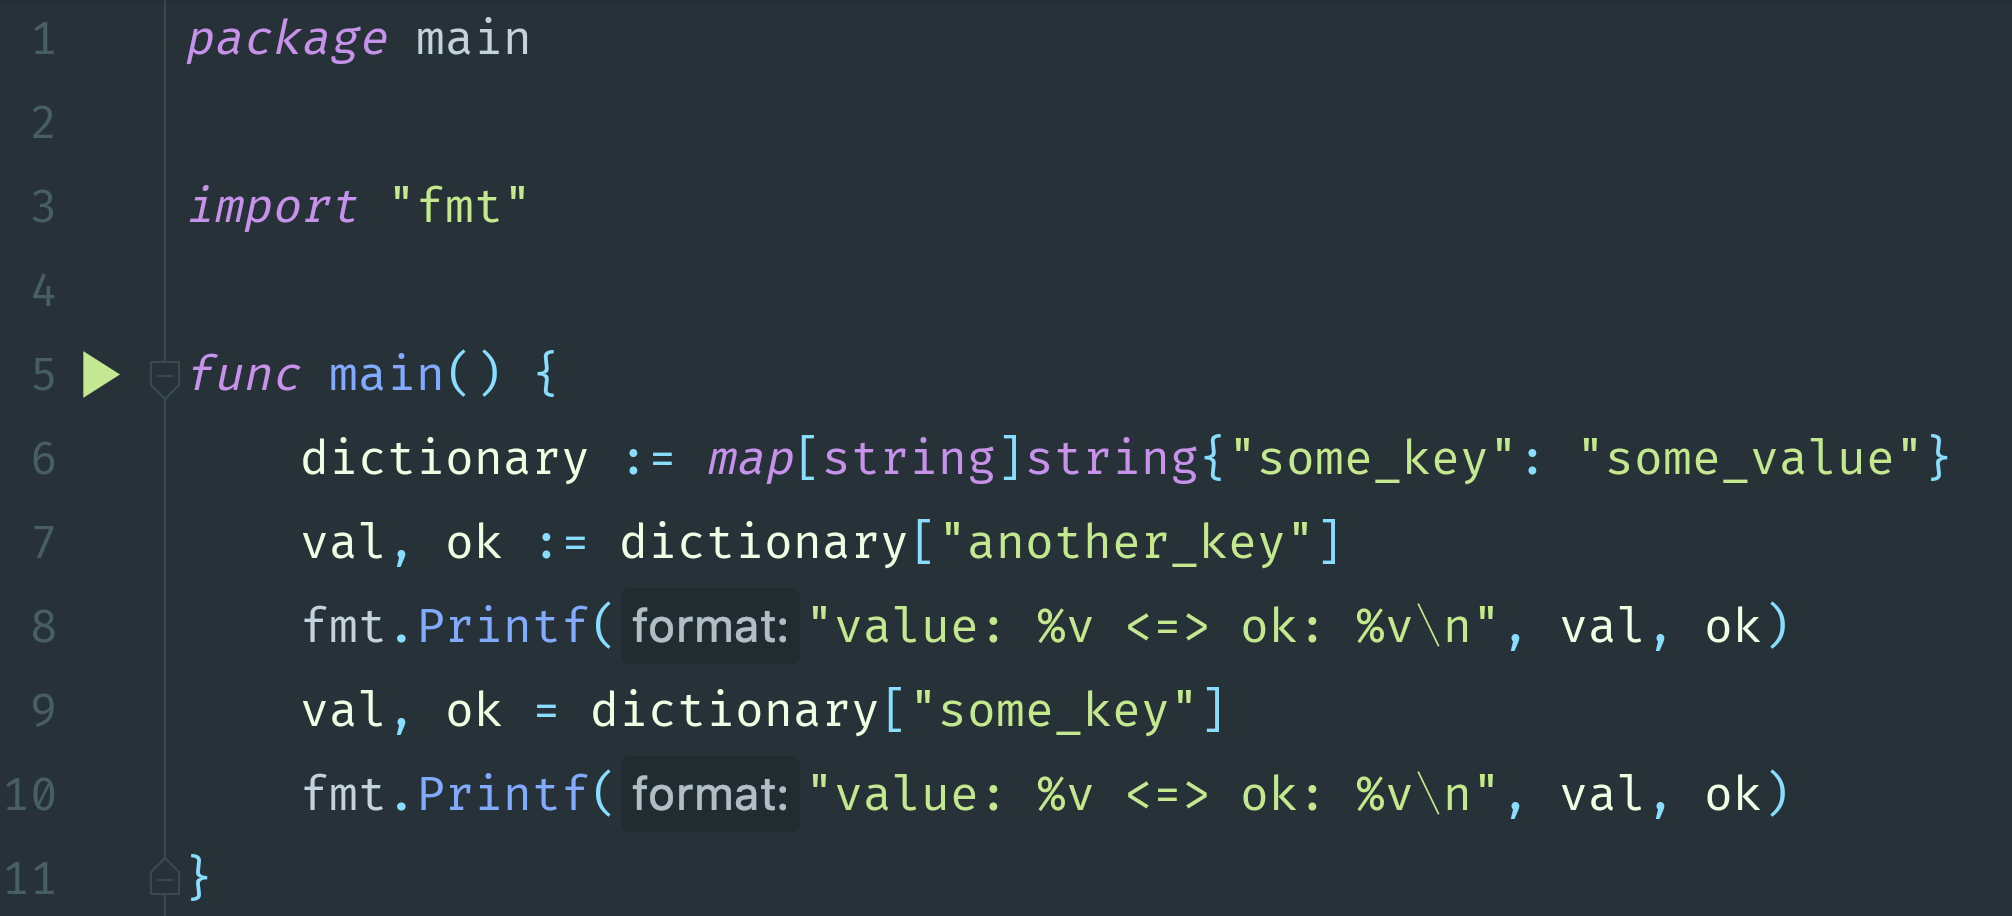 1 package main
2
3 import "fmt"
4
5 func main() {
6 dictionary := map[string]string{"some_key": "some_value"}
7 val, ok := dictionary["another_key"]
8 fmt.Printf( format: "value: %v <=> ok: %v\n", val, ok)
9 val, ok = dictionary["some_key"]
10 fmt.Printf( format: "value: %v <=> ok: %v\n", val, ok)
11 }